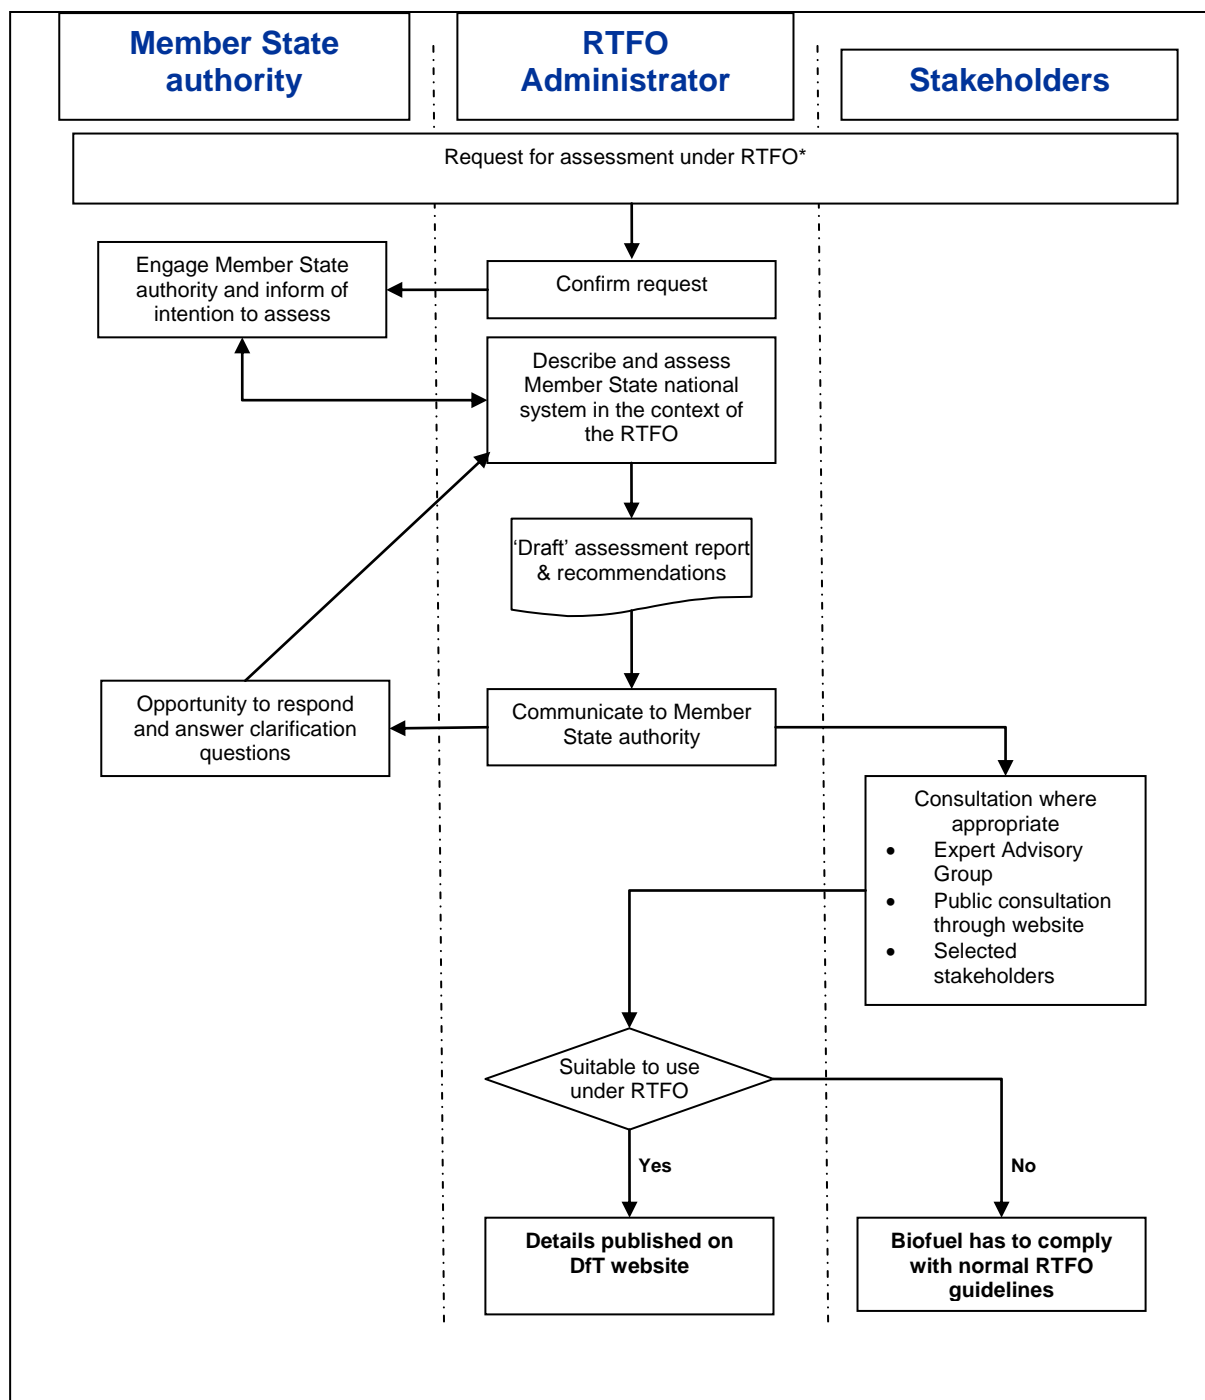 Member State
authority
RTFO
Administrator
Stakeholders
Request for assessment under RTFO*
Engage Member State
authority and inform of
intention to assess
Confirm request
Describe and assess
Member State national
system in the context of
the RTFO
‘Draft’ assessment report
& recommendations
Opportunity to respond
and answer clarification
questions
Communicate to Member
State authority
Consultation where
appropriate
• Expert Advisory
Group
• Public consultation
through website
• Selected
stakeholders
Suitable to use
under RTFO
Yes
No
Details published on
DfT website
Biofuel has to comply
with normal RTFO
guidelines